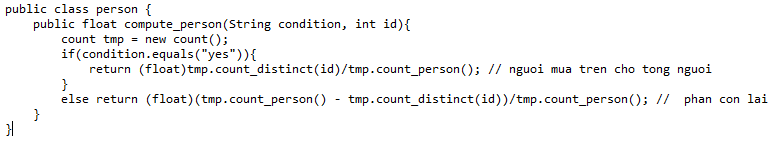 public class person {
    public float compute_person(String condition, int id){
        count tmp = new count();
        if(condition.equals("yes")){
            return (float)tmp.count_distinct(id)/tmp.count_person(); // nguoi mua tren cho tong nguoi
        }
        else return (float)(tmp.count_person() - tmp.count_distinct(id))/tmp.count_person(); //  phan con lai
    }
}